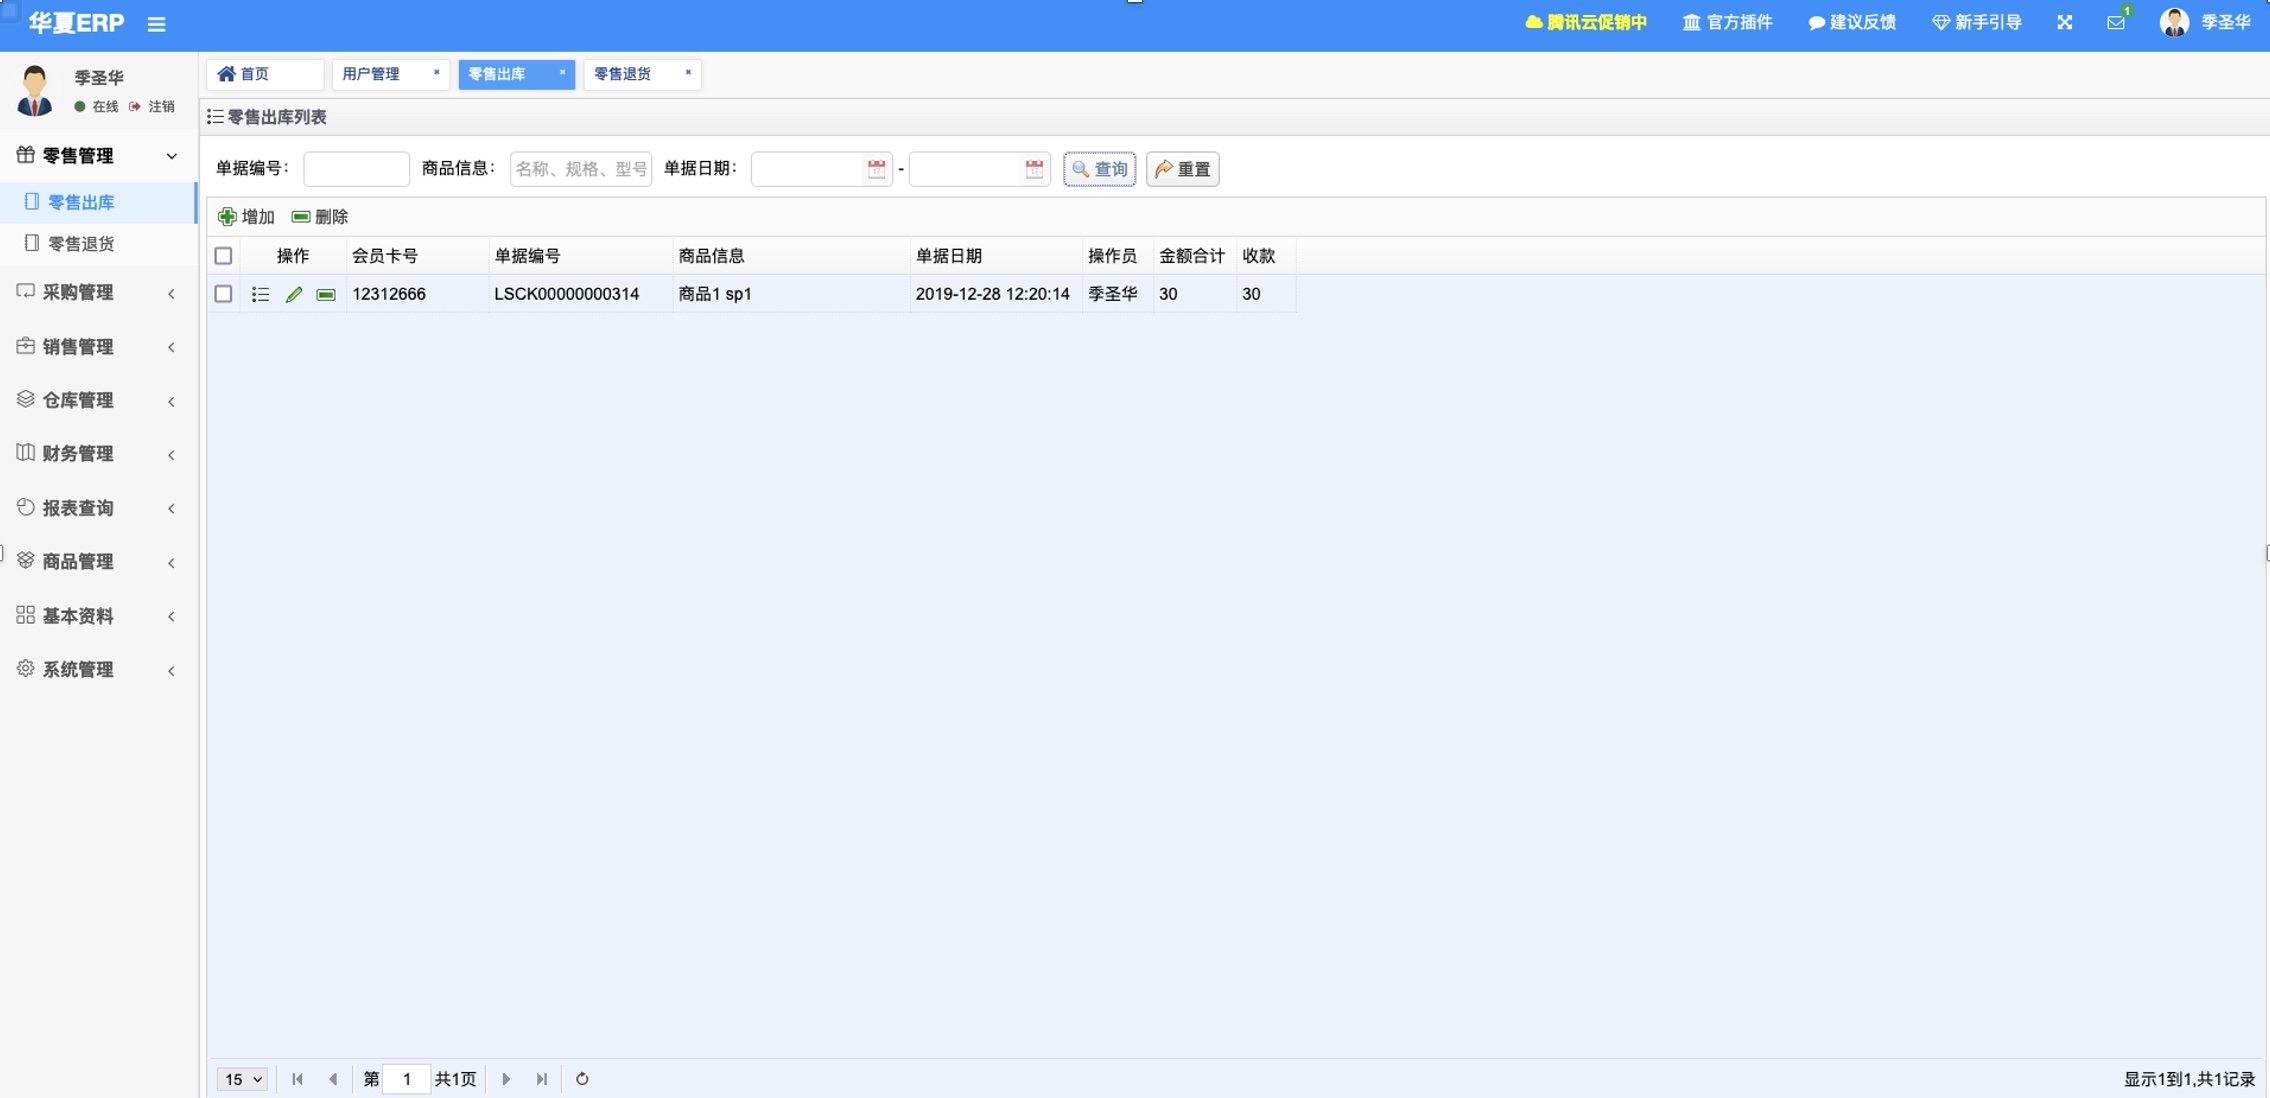 华夏ERP
腾讯云促销中 官方插件 建议反馈 新手引导 1 季圣华
季圣华
在线 注销
首页 用户管理 零售出库 零售退货
零售出库列表
零售管理
零售出库
零售退货
采购管理
销售管理
仓库管理
财务管理
报表查询
商品管理
基本资料
系统管理
单据编号： 商品信息： 名称、规格、型号 单据日期： - 查询 重置
增加 删除
操作 会员卡号 单据编号 商品信息 单据日期 操作员 金额合计 收款
12312666 LSCK00000000314 商品1 sp1 2019-12-28 12:20:14 季圣华 30 30
15 第 1 共1页 显示1到1,共1记录